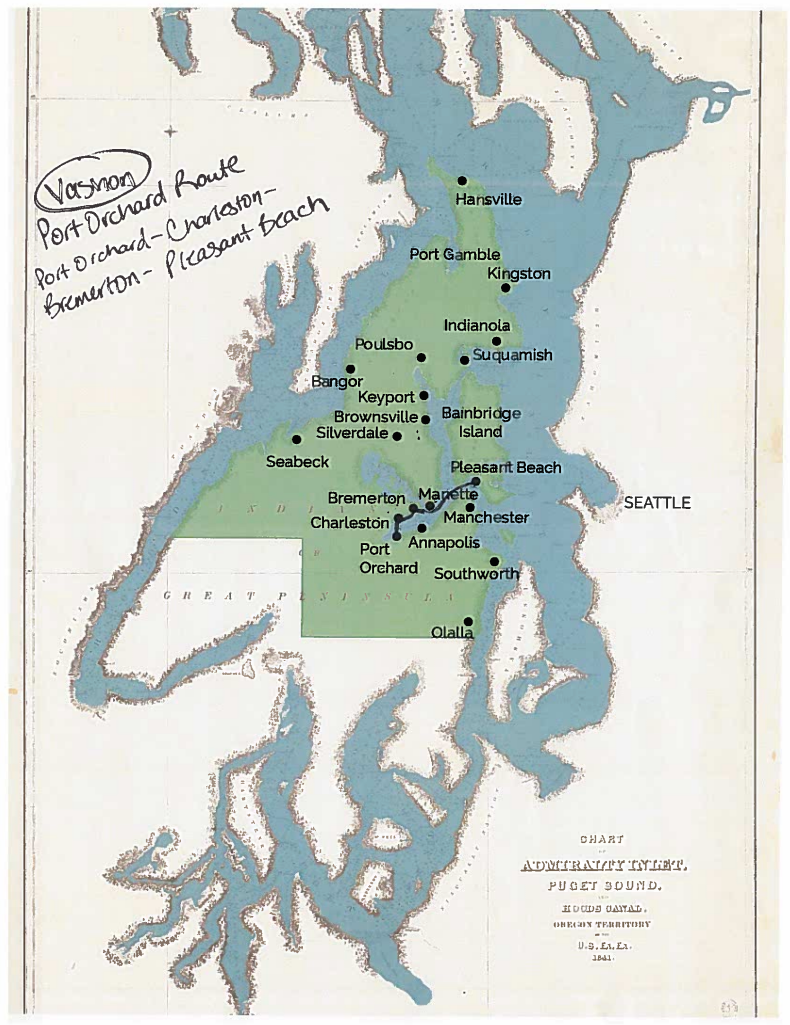 Vashon
Port Orchard Route
Port Orchard - Charleston -
Bremerton - Pleasant Beach
Hansville
Port Gamble
Kingston
Indianola
Poulsbo
Suquamish
Bangor
Keyport
Brownsville
Bainbridge
Island
Silverdale
Seabeck
Pleasant Beach
Bremerton
Manette
SEATTLE
Charleston
Manchester
Annapolis
Port
Orchard
Southworth
INDIAN
OF
GREAT PENINSULA
Olalla
CHART
OF
ADMIRALTY INLET,
PUGET SOUND,
AND
HOODS CANAL,
OREGON TERRITORY
BY THE
U.S. Ex. Ex.
1841.